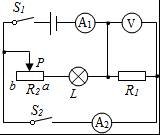 S1 A1 V
P
b R2 a L R1
S2 A2